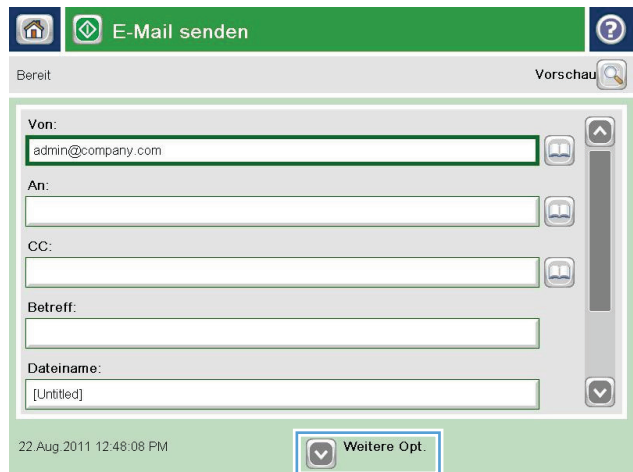 E-Mail senden
Bereit
Vorschau
Von:
admin@company.com
An:
CC:
Betreff:
Dateiname:
[Untitled]
22.Aug.2011 12:48:08 PM
Weitere Opt.